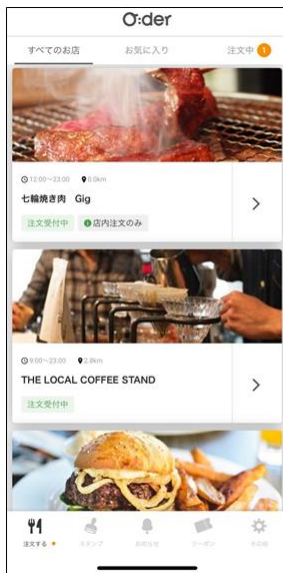 O:der
すべてのお店 お気に入り 注文中 1
12:00～23:00 0.0km
七輪焼き肉 Gig
注文受付中 店内注文のみ
9:00～23:00 2.8km
THE LOCAL COFFEE STAND
注文受付中
注文する スタンプ お知らせ クーポン その他